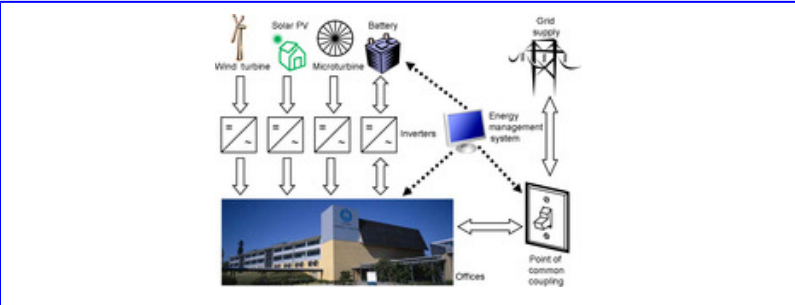 Wind turbine
Solar PV
Microturbine
Battery
Grid
supply
Inverters
Energy
management
system
Offices
Point of
common
coupling